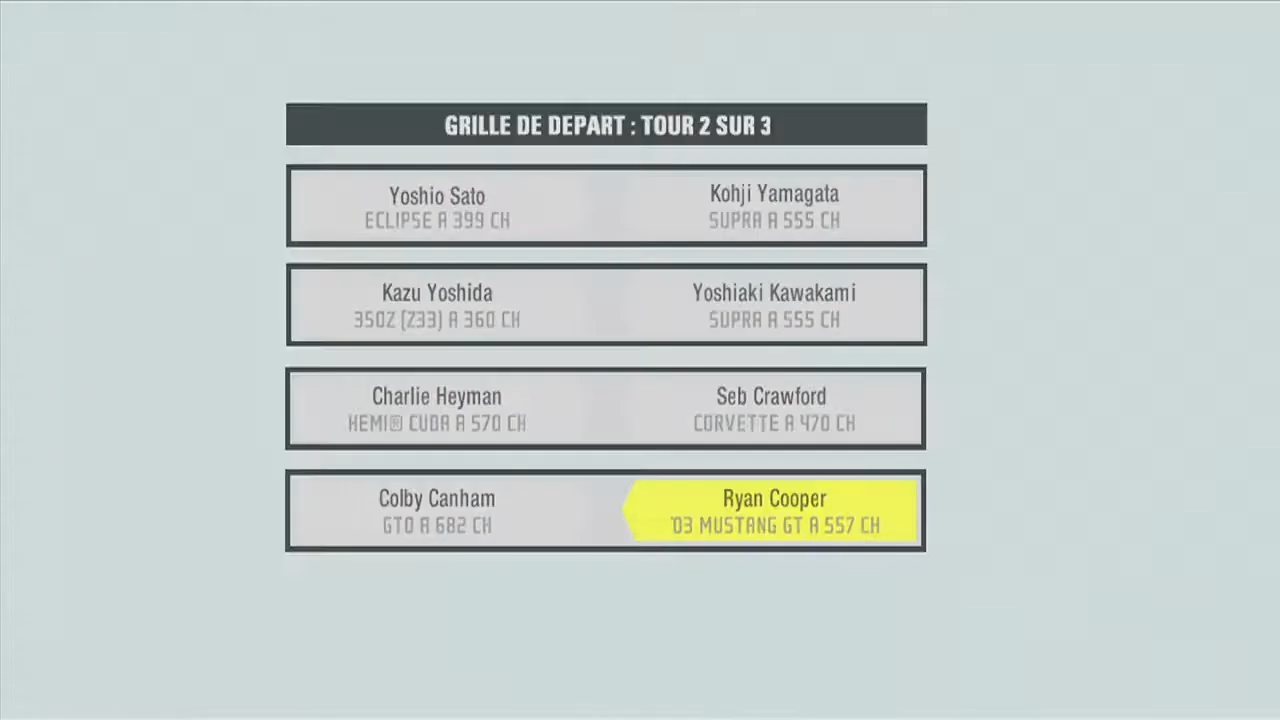 GRILLE DE DEPART : TOUR 2 SUR 3
Yoshio Sato
ECLIPSE A 399 CH
Kohji Yamagata
SUPRA A 555 CH
Kazu Yoshida
350Z (Z33) A 360 CH
Yoshiaki Kawakami
SUPRA A 555 CH
Charlie Heyman
HEMI® CUDA A 570 CH
Seb Crawford
CORVETTE A 470 CH
Colby Canham
GTO A 682 CH
Ryan Cooper
'03 MUSTANG GT A 557 CH